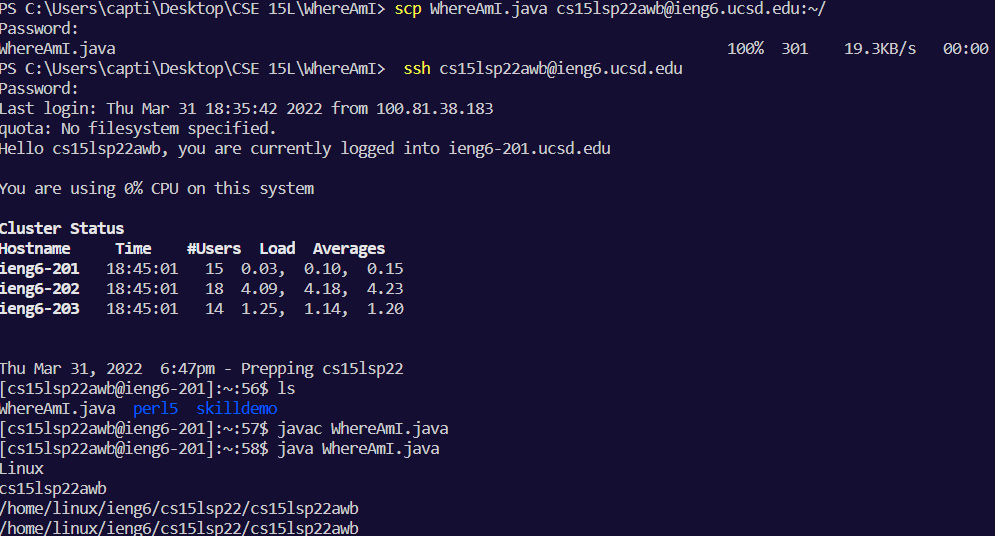 PS C:\Users\capti\Desktop\CSE 15L\WhereAmI> scp WhereAmI.java cs15lsp22awb@ieng6.ucsd.edu:~/
Password:
WhereAmI.java 100% 301 19.3KB/s 00:00
PS C:\Users\capti\Desktop\CSE 15L\WhereAmI> ssh cs15lsp22awb@ieng6.ucsd.edu
Password:
Last login: Thu Mar 31 18:35:42 2022 from 100.81.38.183
quota: No filesystem specified.
Hello cs15lsp22awb, you are currently logged into ieng6-201.ucsd.edu
You are using 0% CPU on this system
Cluster Status
Hostname Time #Users Load Averages
ieng6-201 18:45:01 15 0.03, 0.10, 0.15
ieng6-202 18:45:01 18 4.09, 4.18, 4.23
ieng6-203 18:45:01 14 1.25, 1.14, 1.20
Thu Mar 31, 2022 6:47pm - Prepping cs15lsp22
[cs15lsp22awb@ieng6-201]:~:56$ ls
WhereAmI.java perl5 skilldemo
[cs15lsp22awb@ieng6-201]:~:57$ javac WhereAmI.java
[cs15lsp22awb@ieng6-201]:~:58$ java WhereAmI.java
Linux
cs15lsp22awb
/home/linux/ieng6/cs15lsp22/cs15lsp22awb
/home/linux/ieng6/cs15lsp22/cs15lsp22awb